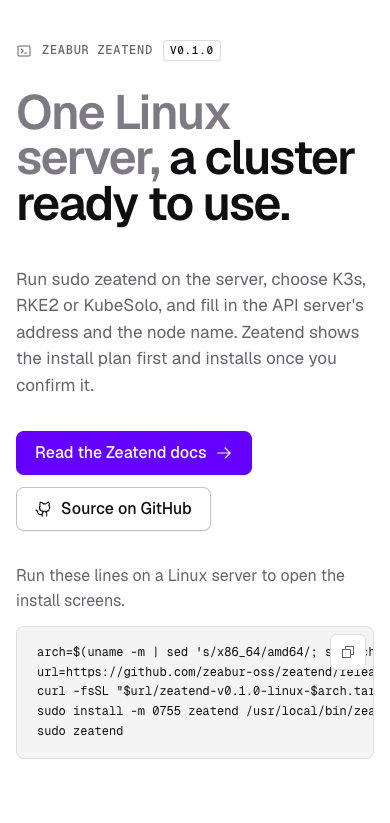 ZEABUR ZEATEND V0.1.0
One Linux
server, a cluster
ready to use.
Run sudo zeatend on the server, choose K3s,
RKE2 or KubeSolo, and fill in the API server's
address and the node name. Zeatend shows
the install plan first and installs once you
confirm it.
Read the Zeatend docs →
Source on GitHub
Run these lines on a Linux server to open the
install screens.
arch=$(uname -m | sed 's/x86_64/amd64/;
url=https://github.com/zeabur-oss/zeatend/relea
curl -fsSL "$url/zeatend-v0.1.0-linux-$arch.tar
sudo install -m 0755 zeatend /usr/local/bin/zea
sudo zeatend